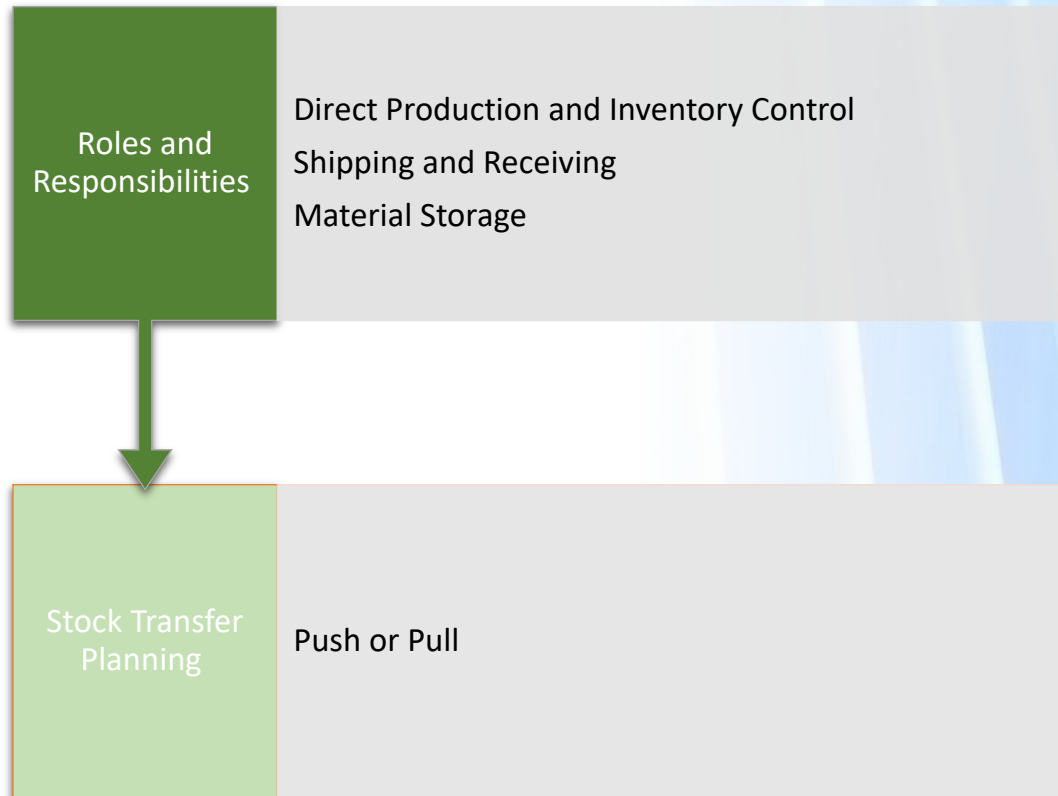 Roles and
Responsibilities
Direct Production and Inventory Control
Shipping and Receiving
Material Storage
Stock Transfer
Planning
Push or Pull